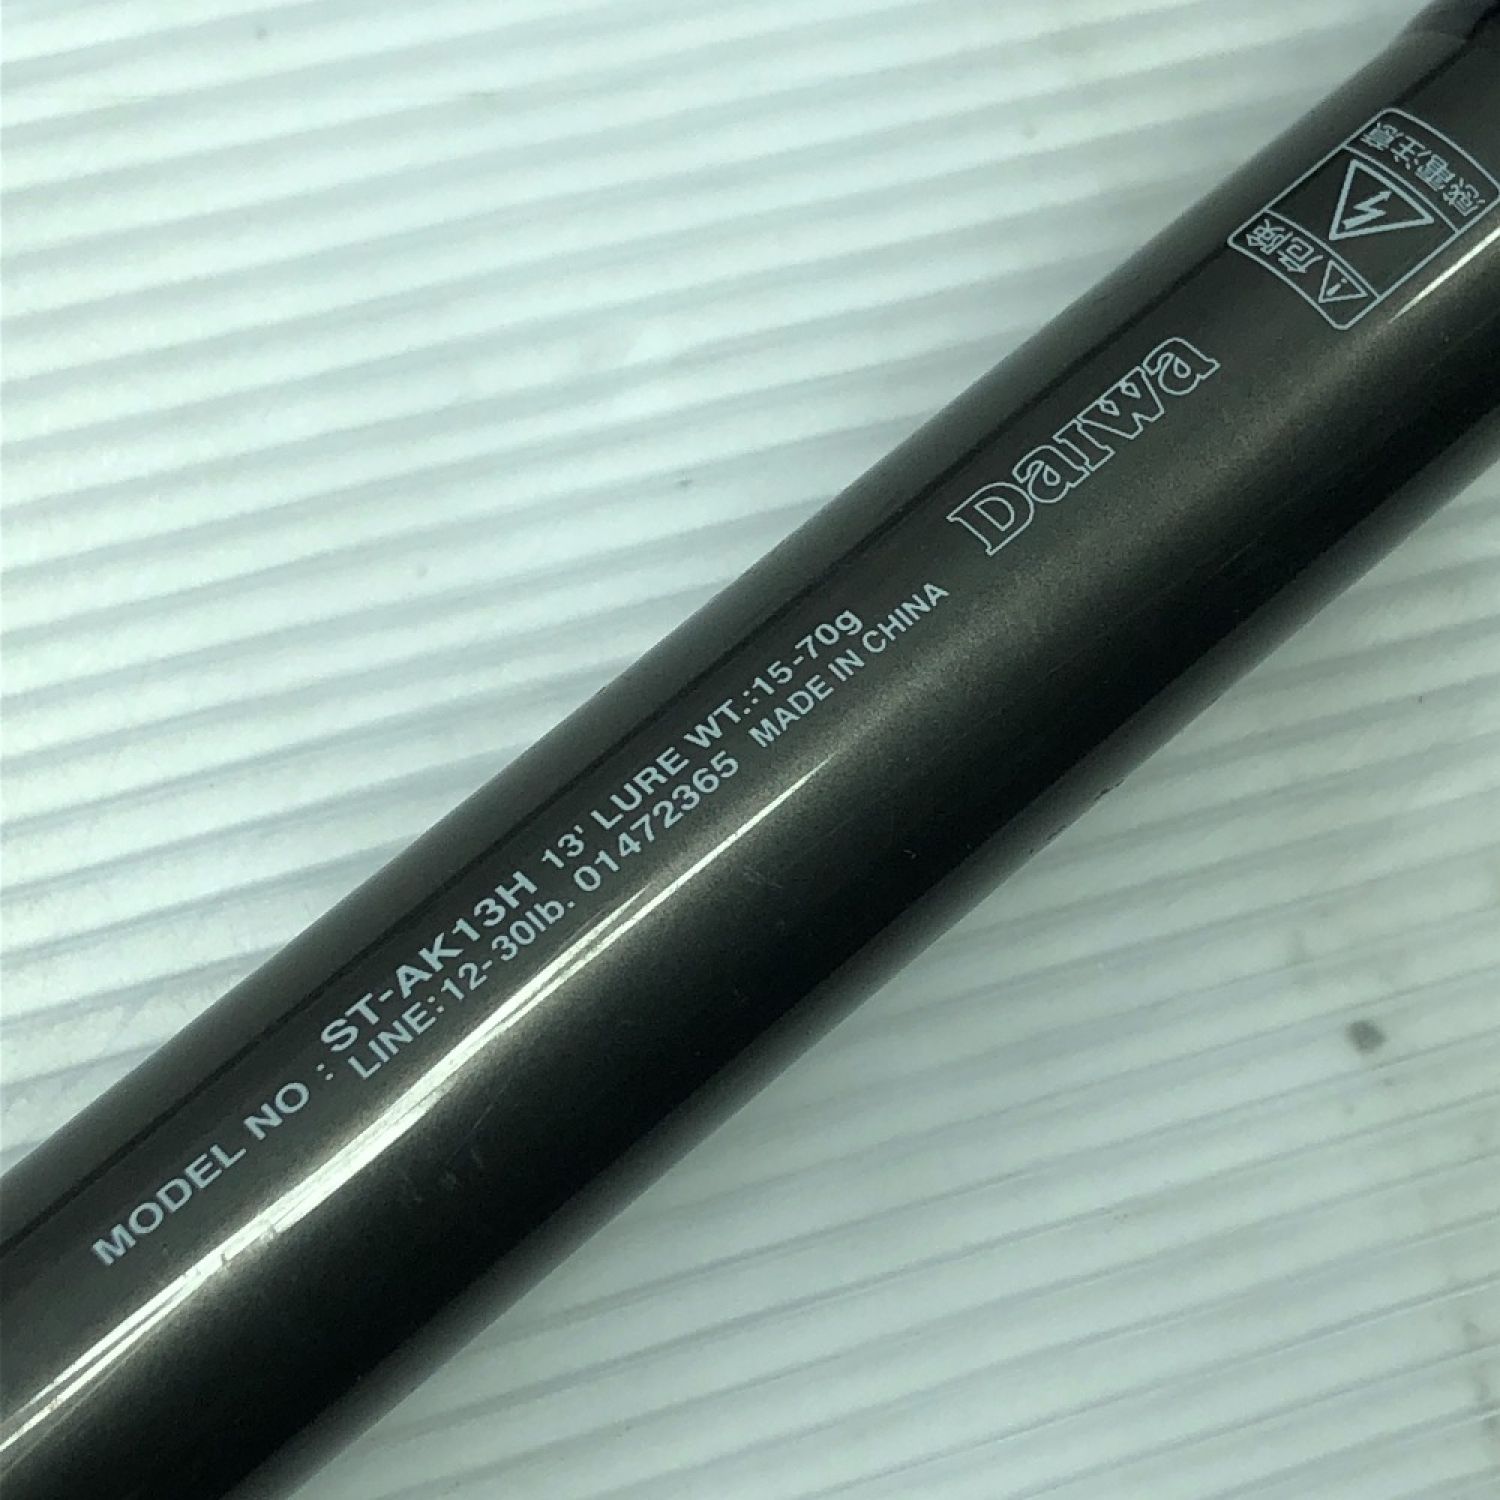 MODEL NO : ST-AK13H 13' LURE WT.:15-70g
LINE:12-30lb. 01472365 MADE IN CHINA
Daiwa
危険
感電注意